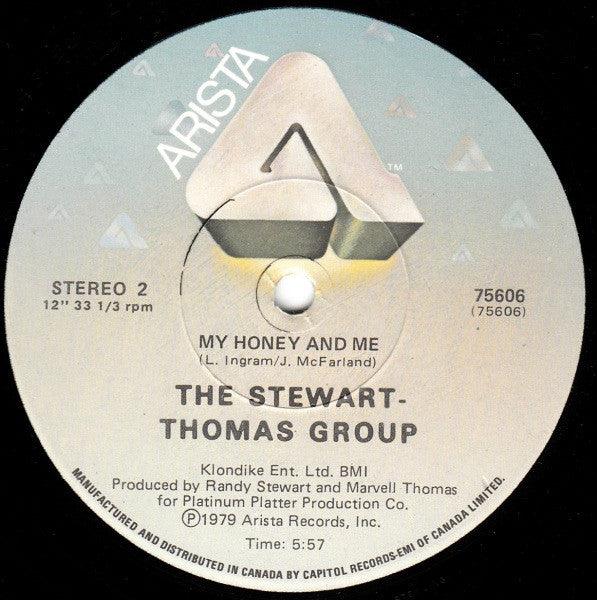 ARISTA
TM
STEREO 2
12" 33 1/3 rpm
75606
(75606)
MY HONEY AND ME
(L. Ingram/J. McFarland)
THE STEWART-
THOMAS GROUP
Klondike Ent. Ltd. BMI
Produced by Randy Stewart and Marvell Thomas
for Platinum Platter Production Co.
Ⓟ1979 Arista Records, Inc.
Time: 5:57
MANUFACTURED AND DISTRIBUTED IN CANADA BY CAPITOL RECORDS-EMI OF CANADA LIMITED.